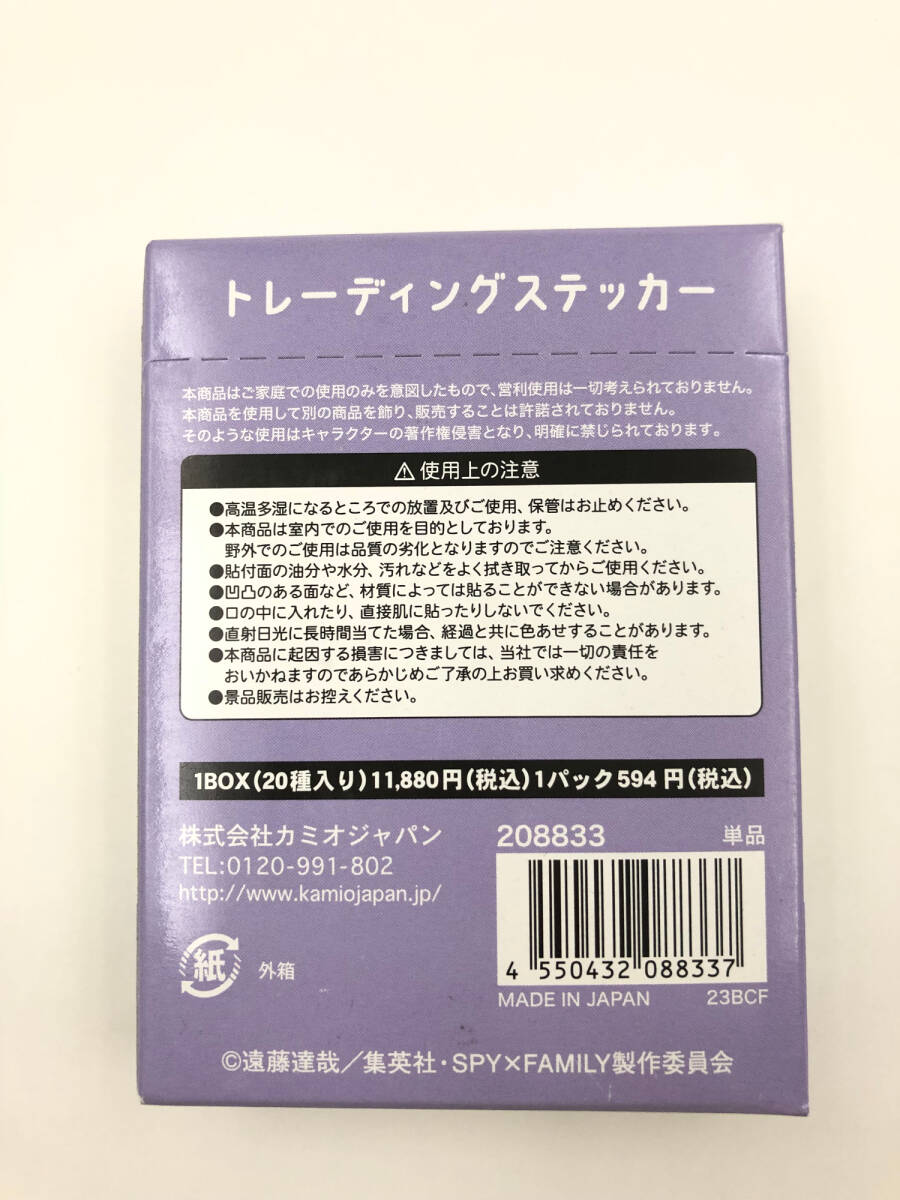 トレーディングステッカー
本商品はご家庭での使用のみを意図したもので、営利使用は一切考えられておりません。
本商品を使用して別の商品を飾り、販売することは許諾されておりません。
そのような使用はキャラクターの著作権侵害となり、明確に禁じられております。
⚠使用上の注意
●高温多湿になるところでの放置及びご使用、保管はお止めください。
●本商品は室内でのご使用を目的としております。
野外でのご使用は品質の劣化となりますのでご注意ください。
●貼付面の油分や水分、汚れなどをよく拭き取ってからご使用ください。
●凹凸のある面など、材質によっては貼ることができない場合があります。
●口の中に入れたり、直接肌に貼ったりしないでください。
●直射日光に長時間当てた場合、経過と共に色あせすることがあります。
●本商品に起因する損害につきましては、当社では一切の責任を
おいかねますのであらかじめご了承の上お買い求めください。
●景品販売はお控えください。
1BOX(20種入り)11,880円(税込)1パック594円(税込)
株式会社カミオジャパン
TEL:0120-991-802
http://www.kamiojapan.jp/
紙 外箱
208833 単品
4 550432 088337
MADE IN JAPAN 23BCF
©遠藤達哉／集英社・SPY×FAMILY製作委員会